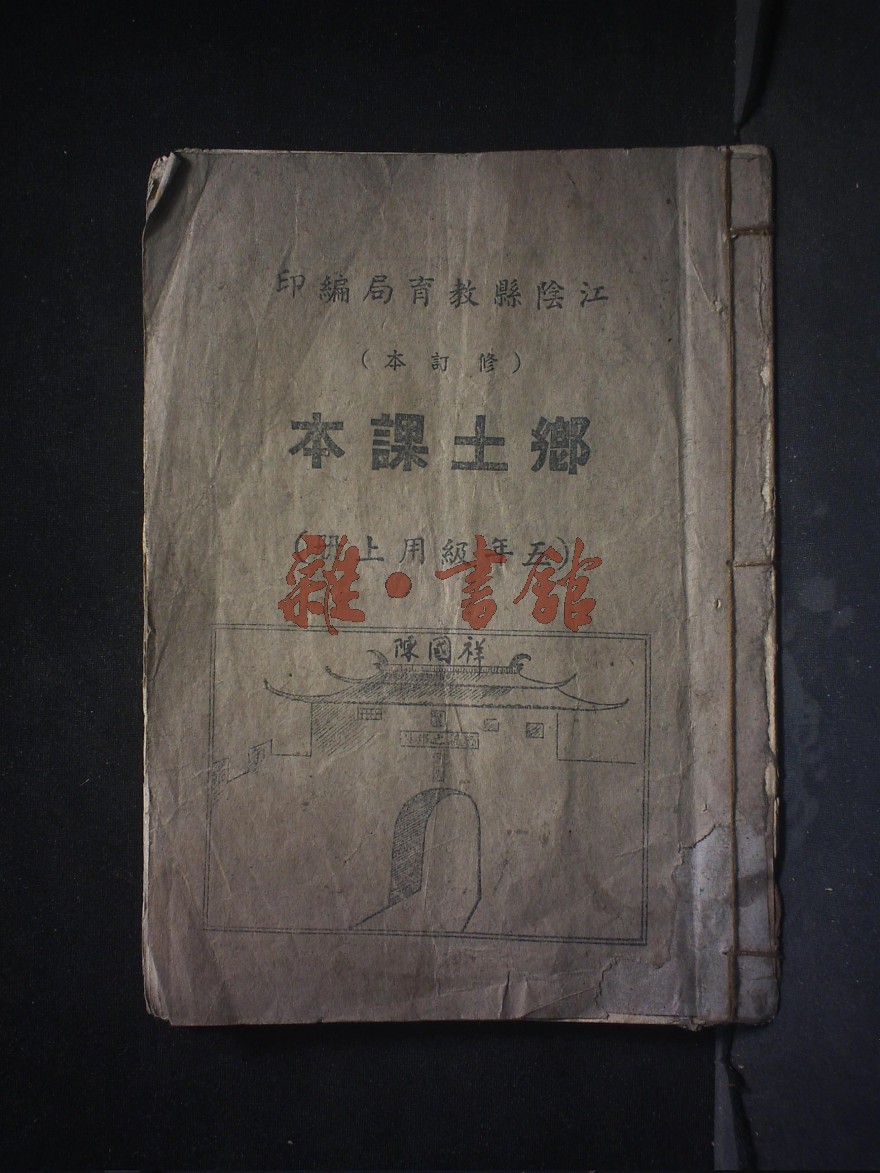 江陰縣教育局編印
(修訂本)
鄉土課本
(五年級用上册)
雜·書館
陳國祥